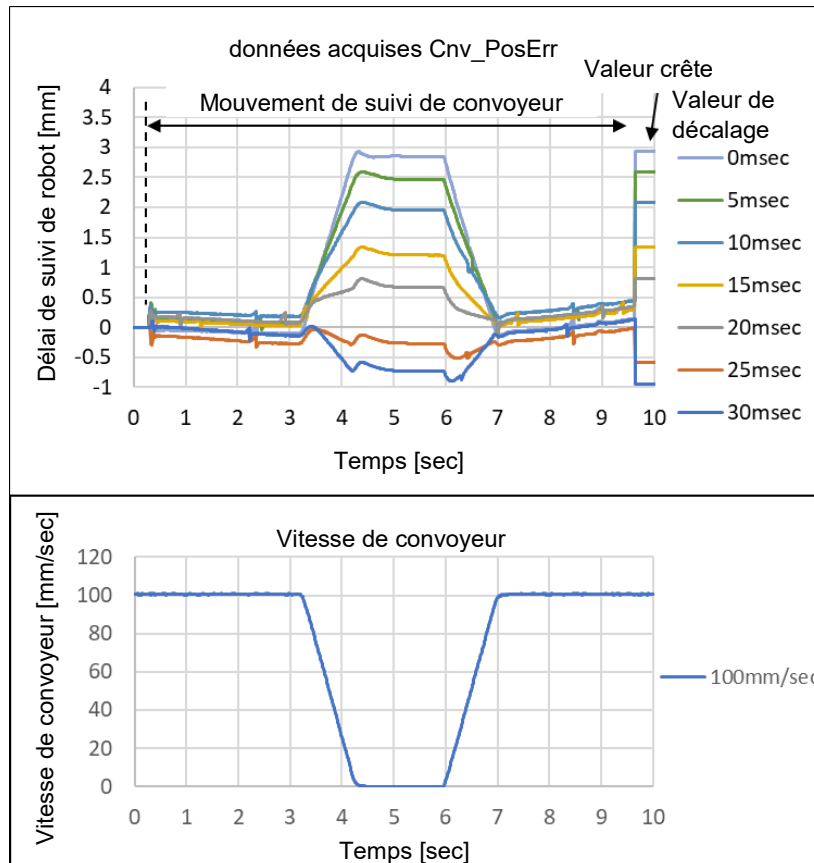 données acquises Cnv_PosErr
Valeur crête
Mouvement de suivi de convoyeur
Valeur de
décalage
Délai de suivi de robot [mm]
4
3.5
3
2.5
2
1.5
1
0.5
0
-0.5
-1
0msec
5msec
10msec
15msec
20msec
25msec
30msec
0 1 2 3 4 5 6 7 8 9 10
Temps [sec]
Vitesse de convoyeur
Vitesse de convoyeur [mm/sec]
120
100
80
60
40
20
0
100mm/sec
0 1 2 3 4 5 6 7 8 9 10
Temps [sec]